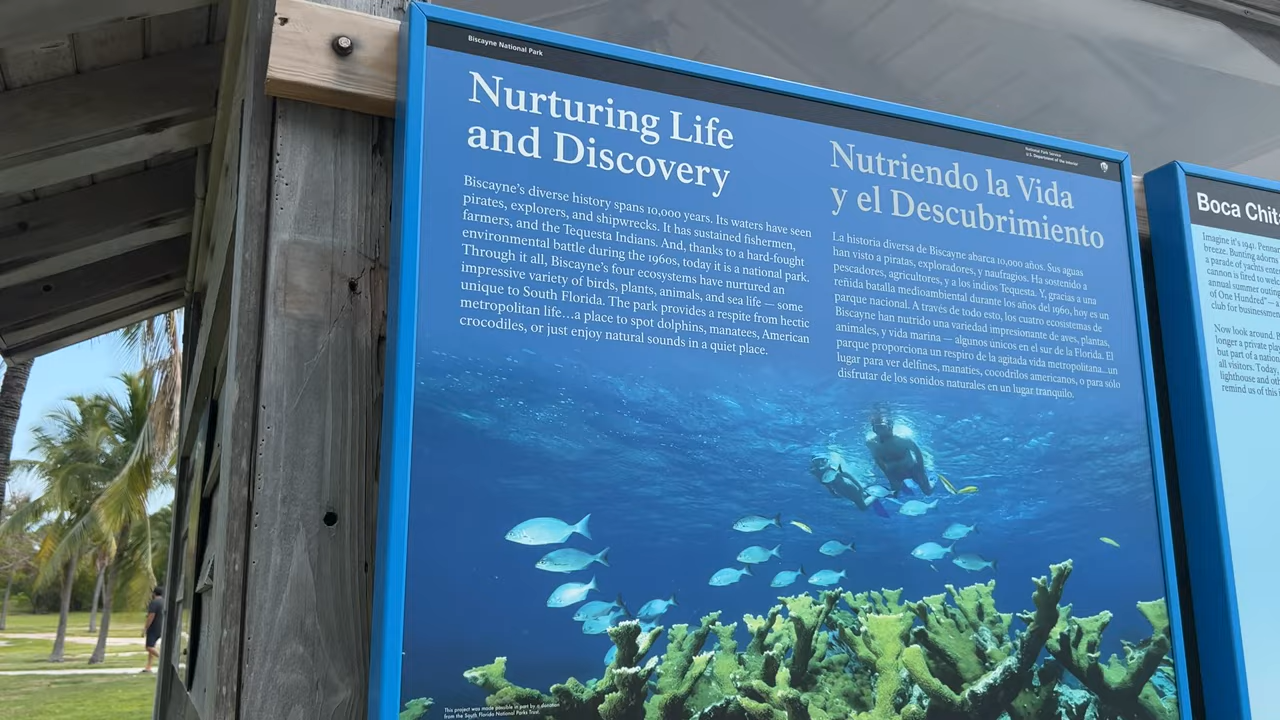 Biscayne National Park
Nurturing Life
and Discovery
Biscayne's diverse history spans 10,000 years. Its waters have seen
pirates, explorers, and shipwrecks. It has sustained fishermen,
farmers, and the Tequesta Indians. And, thanks to a hard-fought
environmental battle during the 1960s, today it is a national park.
Through it all, Biscayne's four ecosystems have nurtured an
impressive variety of birds, plants, animals, and sea life — some
unique to South Florida. The park provides a respite from hectic
metropolitan life...a place to spot dolphins, manatees, American
crocodiles, or just enjoy natural sounds in a quiet place.
National Park Service
U.S. Department of the Interior
Nutriendo la Vida
y el Descubrimiento
La historia diversa de Biscayne abarca 10,000 años. Sus aguas
han visto a piratas, exploradores, y naufragios. Ha sostenido a
pescadores, agricultores, y a los indios Tequesta. Y, gracias a una
reñida batalla medioambiental durante los años del 1960, hoy es un
parque nacional. A través de todo esto, los cuatro ecosistemas de
Biscayne han nutrido una variedad impresionante de aves, plantas,
animales, y vida marina — algunos únicos en el sur de la Florida. El
parque proporciona un respiro de la agitada vida metropolitana...un
lugar para ver delfines, manaties, cocodrilos americanos, o para solo
disfrutar de los sonidos naturales en un lugar tranquilo.
This project was made possible in part by a donation
from the South Florida National Parks Trust.
Boca Chit
Imagine it's 1941. Pennan
breeze. Bunting adorn
a parade of yachts ente
cannon is fired to welc
annual summer outing
of One Hundred" —
club for businessmen
Now look around.
longer a private play
but part of a nation
all visitors. Today,
lighthouse and oth
remind us of this